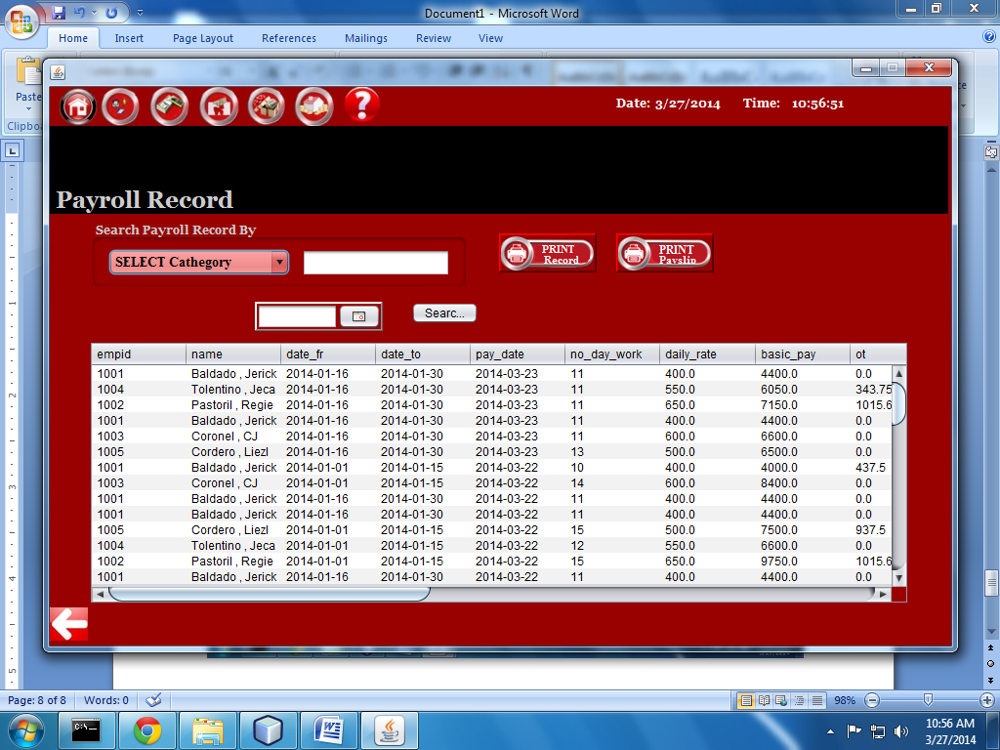 Document1 - Microsoft Word
Home Insert Page Layout References Mailings Review View
Paste
Clipbo
Date: 3/27/2014 Time: 10:56:51
Payroll Record
Search Payroll Record By
SELECT Cathegory
PRINT Record
PRINT Payslip
Searc...
empid name date_fr date_to pay_date no_day_work daily_rate basic_pay ot
1001 Baldado , Jerick 2014-01-16 2014-01-30 2014-03-23 11 400.0 4400.0 0.0
1004 Tolentino , Jeca 2014-01-16 2014-01-30 2014-03-23 11 550.0 6050.0 343.75
1002 Pastoril , Regie 2014-01-16 2014-01-30 2014-03-23 11 650.0 7150.0 1015.6
1001 Baldado , Jerick 2014-01-16 2014-01-30 2014-03-23 11 400.0 4400.0 0.0
1003 Coronel , CJ 2014-01-16 2014-01-30 2014-03-23 11 600.0 6600.0 0.0
1005 Cordero , Liezl 2014-01-16 2014-01-30 2014-03-23 13 500.0 6500.0 0.0
1001 Baldado , Jerick 2014-01-01 2014-01-15 2014-03-22 10 400.0 4000.0 437.5
1003 Coronel , CJ 2014-01-01 2014-01-15 2014-03-22 14 600.0 8400.0 0.0
1001 Baldado , Jerick 2014-01-16 2014-01-30 2014-03-22 11 400.0 4400.0 0.0
1001 Baldado , Jerick 2014-01-16 2014-01-30 2014-03-22 11 400.0 4400.0 0.0
1005 Cordero , Liezl 2014-01-01 2014-01-15 2014-03-22 15 500.0 7500.0 937.5
1004 Tolentino , Jeca 2014-01-01 2014-01-15 2014-03-22 12 550.0 6600.0 0.0
1002 Pastoril , Regie 2014-01-01 2014-01-15 2014-03-22 15 650.0 9750.0 1015.6
1001 Baldado , Jerick 2014-01-16 2014-01-30 2014-03-22 11 400.0 4400.0 0.0
Page: 8 of 8 Words: 0 98%
10:56 AM
3/27/2014